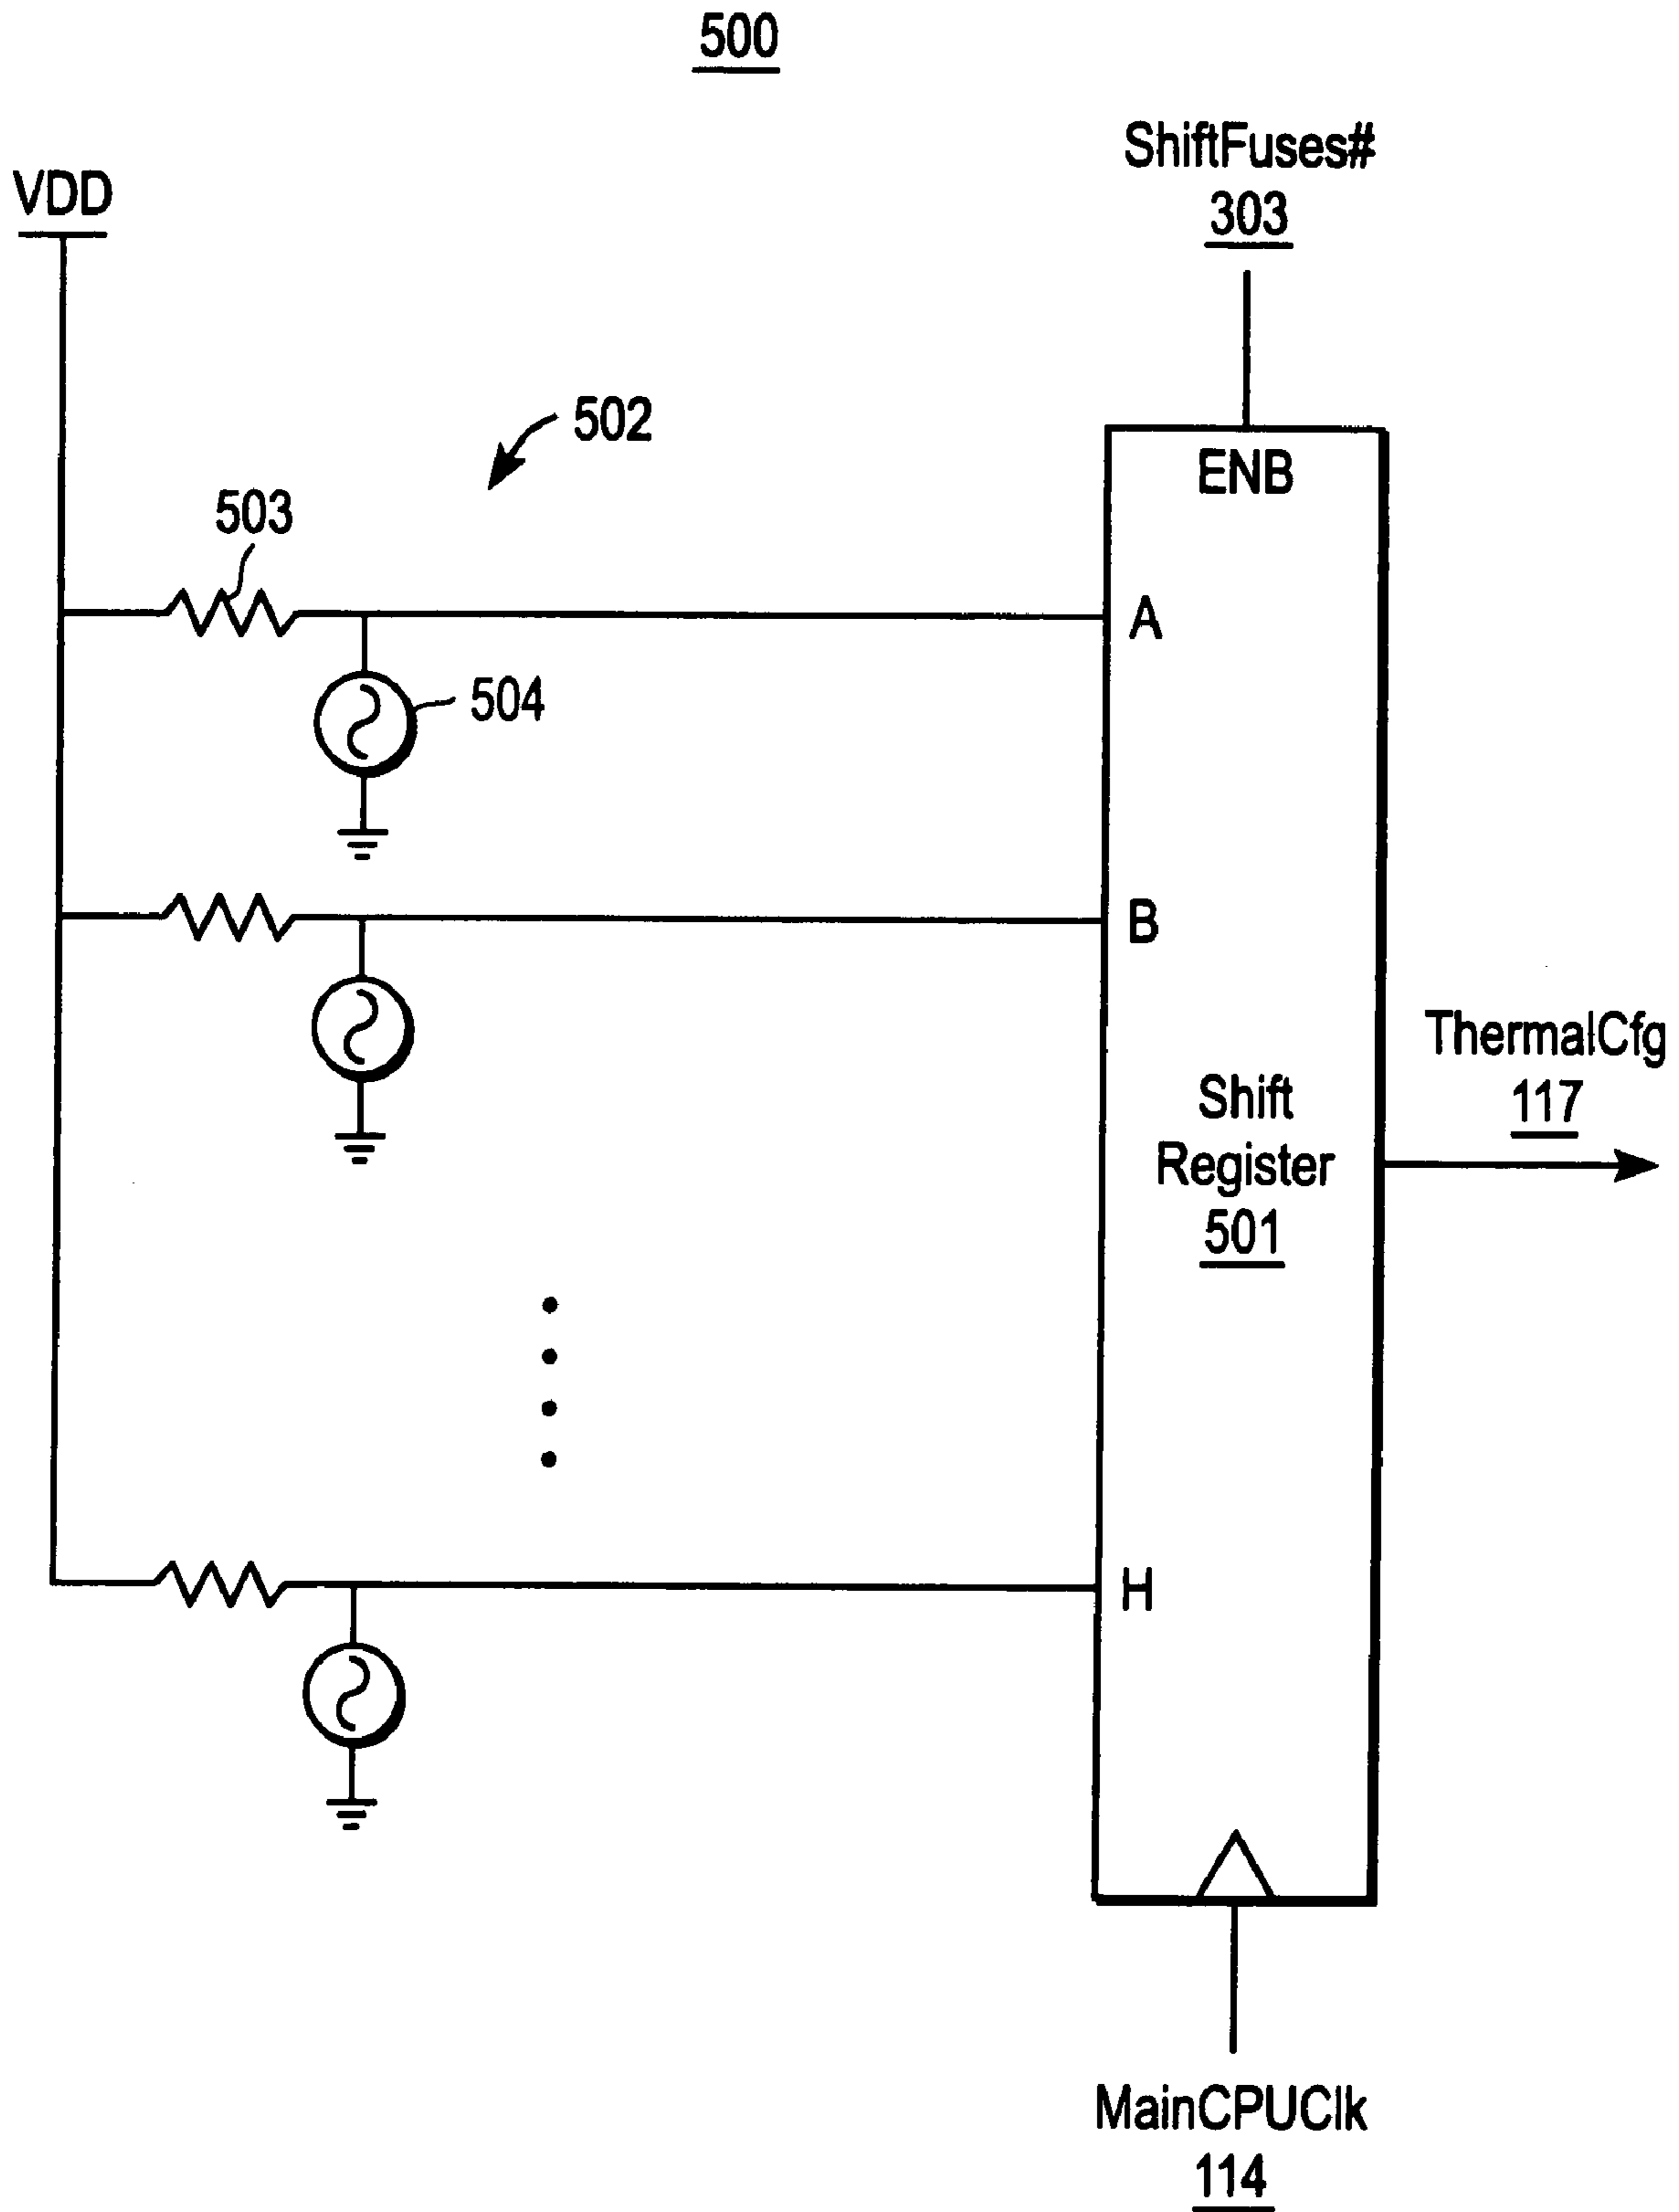 500
ShiftFuses#
303
VDD
502
ENB
503
A
504
B
ThermalCfg
117
Shift
Register
501
H
MainCPUClk
114